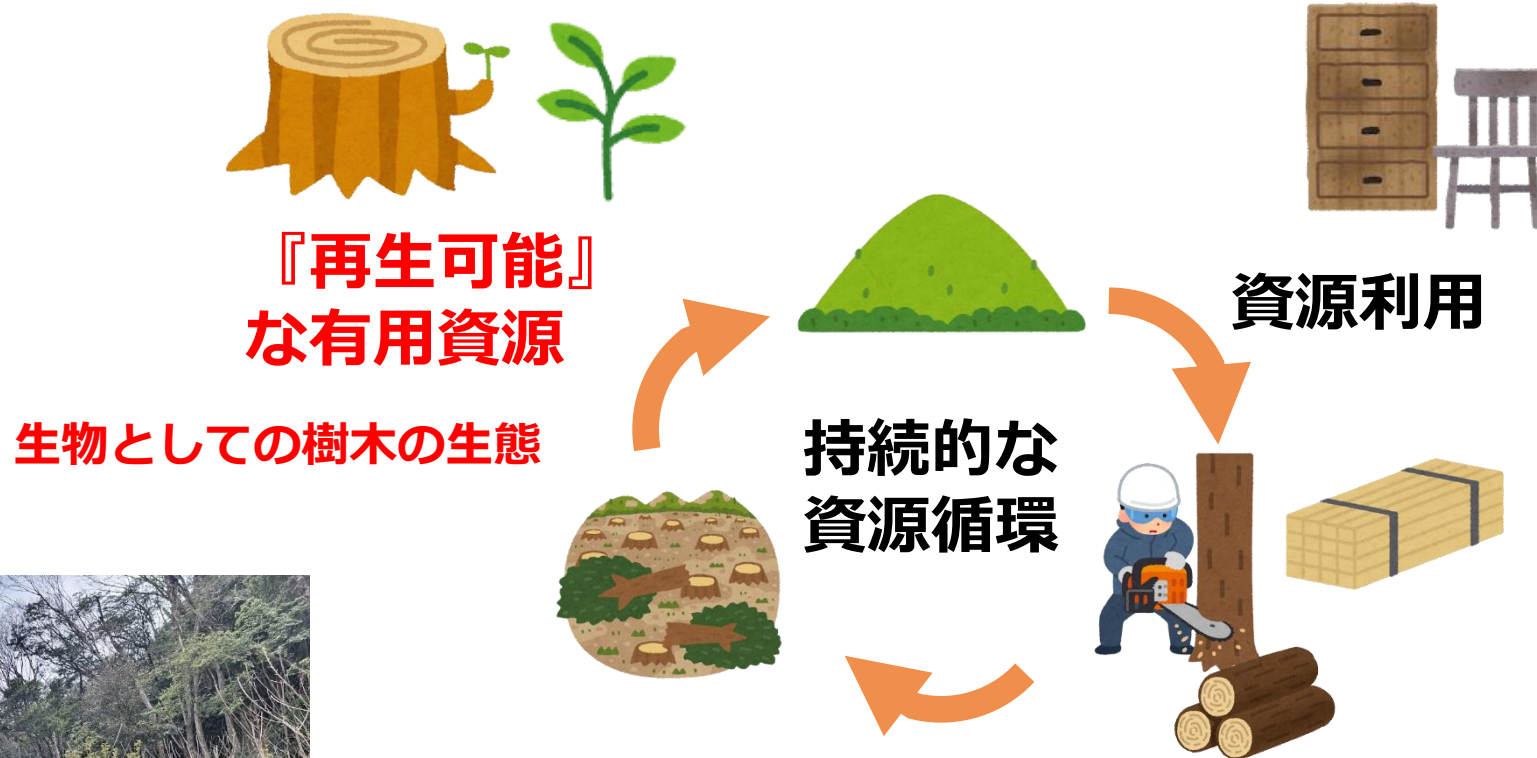 『再生可能』
な有用資源
生物としての樹木の生態
資源利用
持続的な
資源循環